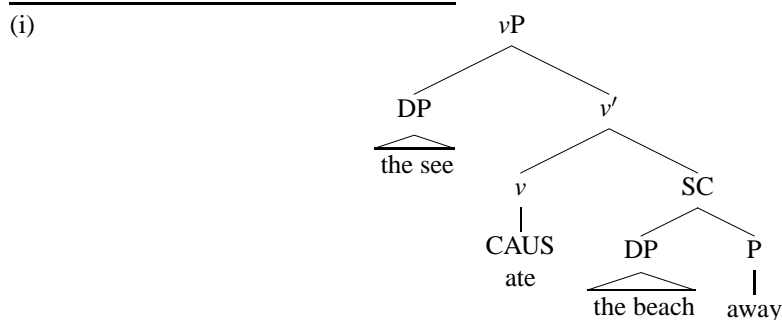 (i)
vP
DP v′
the see
v SC
CAUS DP P
ate
the beach away